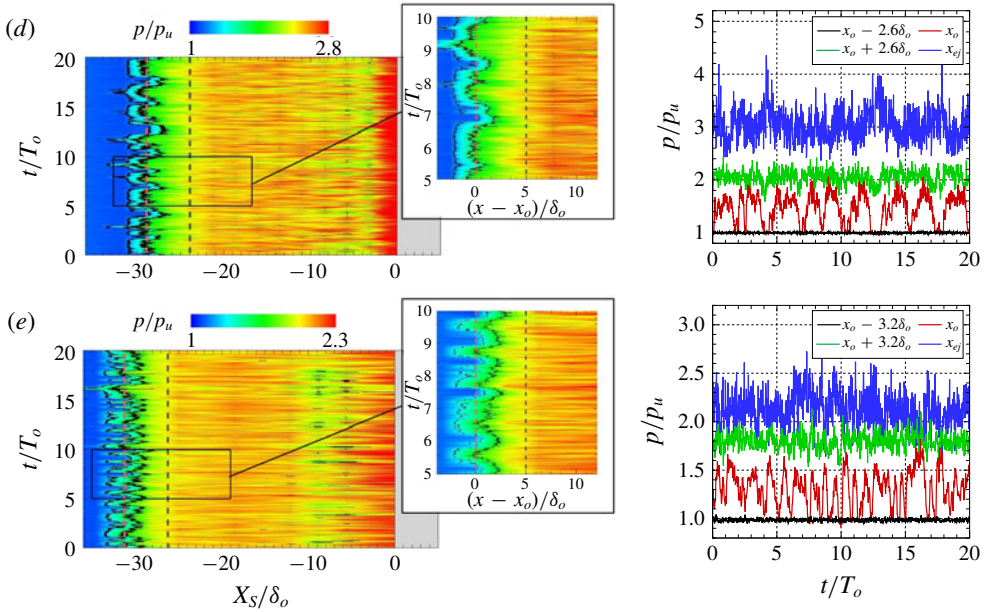 (d)
p/p_u
1 2.8
20
15
10
5
0
t/T_o
−30 −20 −10 0
10
9
8
7
6
5
t/T_o
0 5 10
(x − x_o)/δ_o
x_o − 2.6δ_o x_o
x_o + 2.6δ_o x_ej
5
4
3
2
1
p/p_u
0 5 10 15 20
(e)
p/p_u
1 2.3
20
15
10
5
0
t/T_o
−30 −20 −10 0
X_S/δ_o
10
9
8
7
6
5
t/T_o
0 5 10
(x − x_o)/δ_o
x_o − 3.2δ_o x_o
x_o + 3.2δ_o x_ej
3.0
2.5
2.0
1.5
1.0
p/p_u
0 5 10 15 20
t/T_o